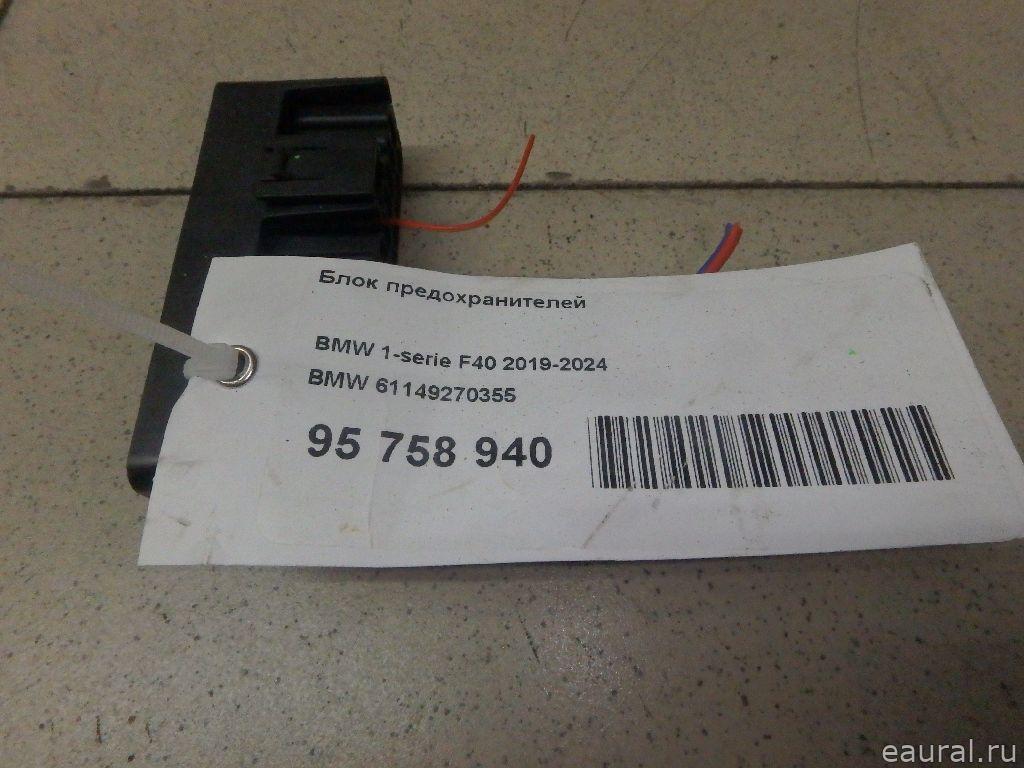 Блок предохранителей
BMW 1-serie F40 2019-2024
BMW 61149270355
95 758 940
eaural.ru